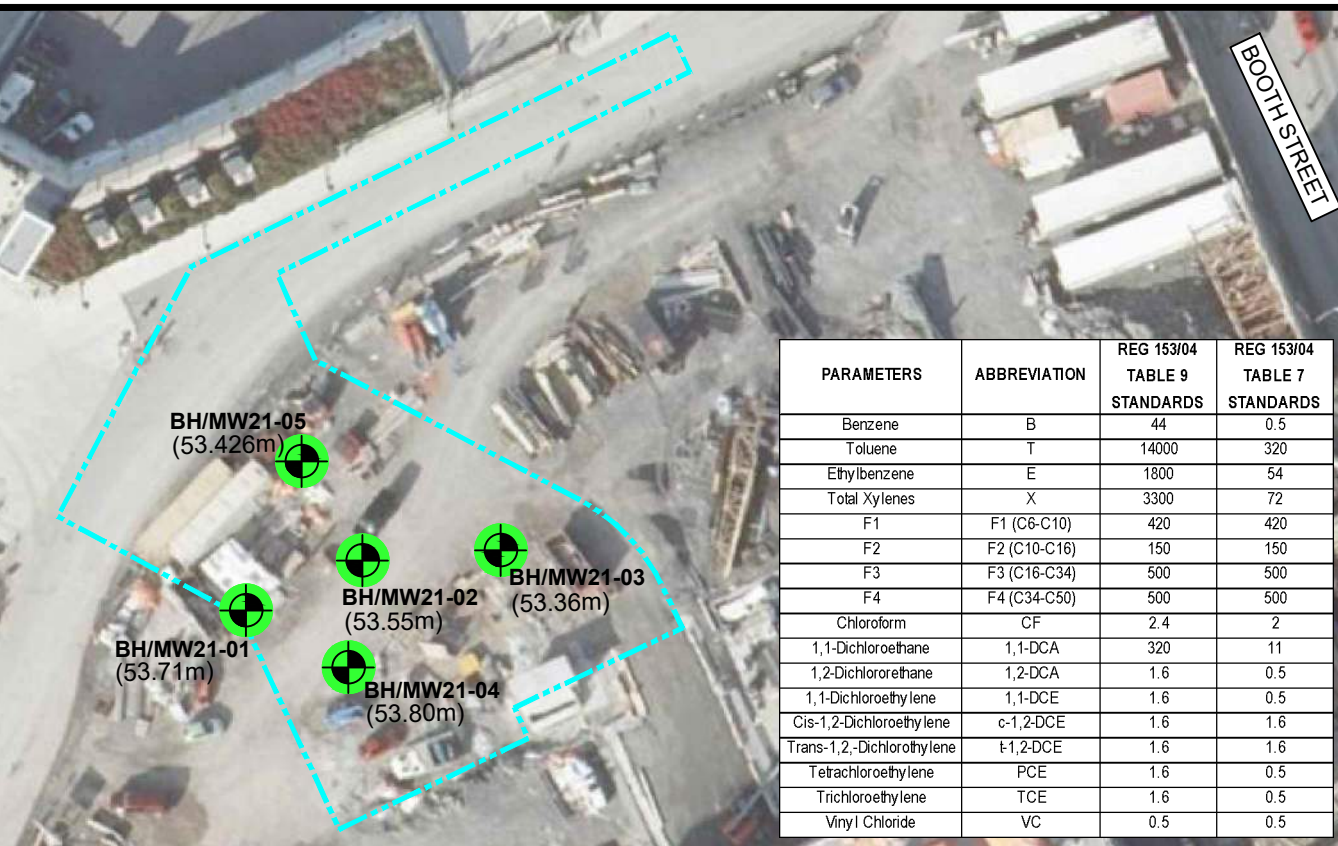 BOOTH STREET
BH/MW21-05
(53.426m)
BH/MW21-03
(53.36m)
BH/MW21-02
(53.55m)
BH/MW21-01
(53.71m)
BH/MW21-04
(53.80m)
PARAMETERS ABBREVIATION REG 153/04 TABLE 9 STANDARDS REG 153/04 TABLE 7 STANDARDS
Benzene B 44 0.5
Toluene T 14000 320
Ethylbenzene E 1800 54
Total Xylenes X 3300 72
F1 F1 (C6-C10) 420 420
F2 F2 (C10-C16) 150 150
F3 F3 (C16-C34) 500 500
F4 F4 (C34-C50) 500 500
Chloroform CF 2.4 2
1,1-Dichloroethane 1,1-DCA 320 11
1,2-Dichlororethane 1,2-DCA 1.6 0.5
1,1-Dichloroethylene 1,1-DCE 1.6 0.5
Cis-1,2-Dichloroethylene c-1,2-DCE 1.6 1.6
Trans-1,2,-Dichlorothylene t-1,2-DCE 1.6 1.6
Tetrachloroethylene PCE 1.6 0.5
Trichloroethylene TCE 1.6 0.5
Vinyl Chloride VC 0.5 0.5